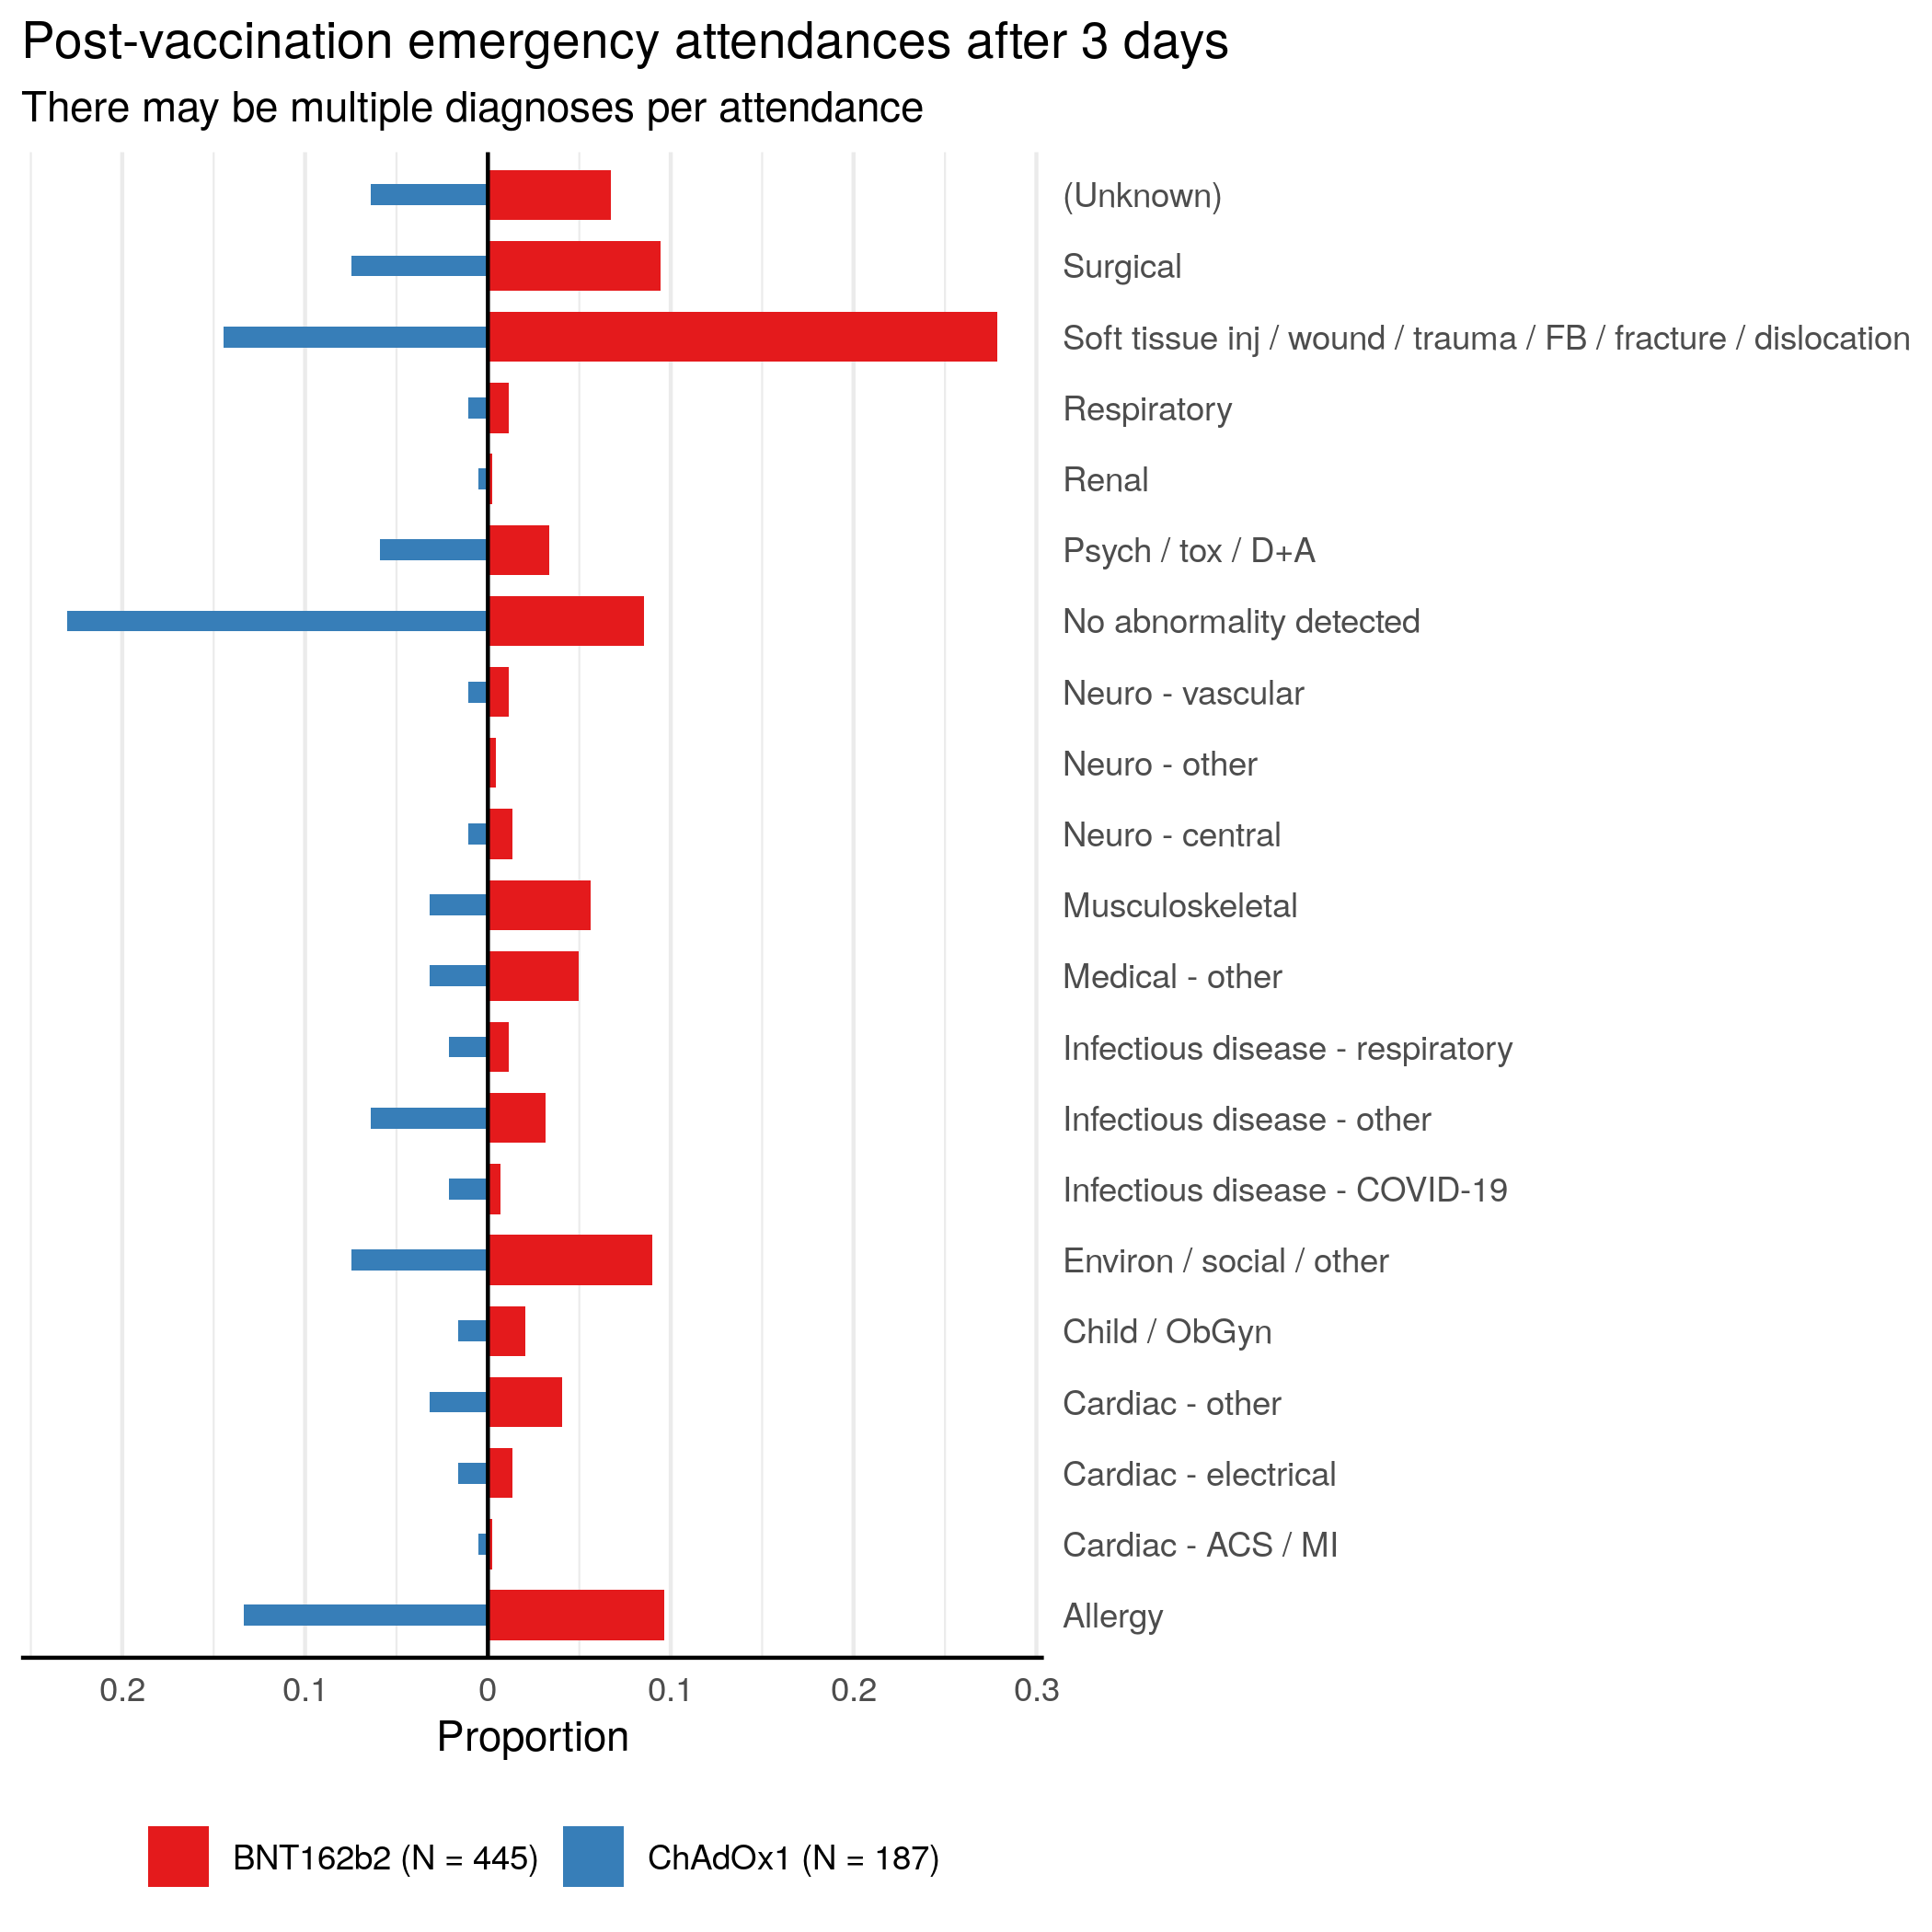 Post-vaccination emergency attendances after 3 days
There may be multiple diagnoses per attendance
(Unknown)
Surgical
Soft tissue inj / wound / trauma / FB / fracture / dislocation
Respiratory
Renal
Psych / tox / D+A
No abnormality detected
Neuro - vascular
Neuro - other
Neuro - central
Musculoskeletal
Medical - other
Infectious disease - respiratory
Infectious disease - other
Infectious disease - COVID-19
Environ / social / other
Child / ObGyn
Cardiac - other
Cardiac - electrical
Cardiac - ACS / MI
Allergy
0.2 0.1 0 0.1 0.2 0.3
Proportion
BNT162b2 (N = 445) ChAdOx1 (N = 187)